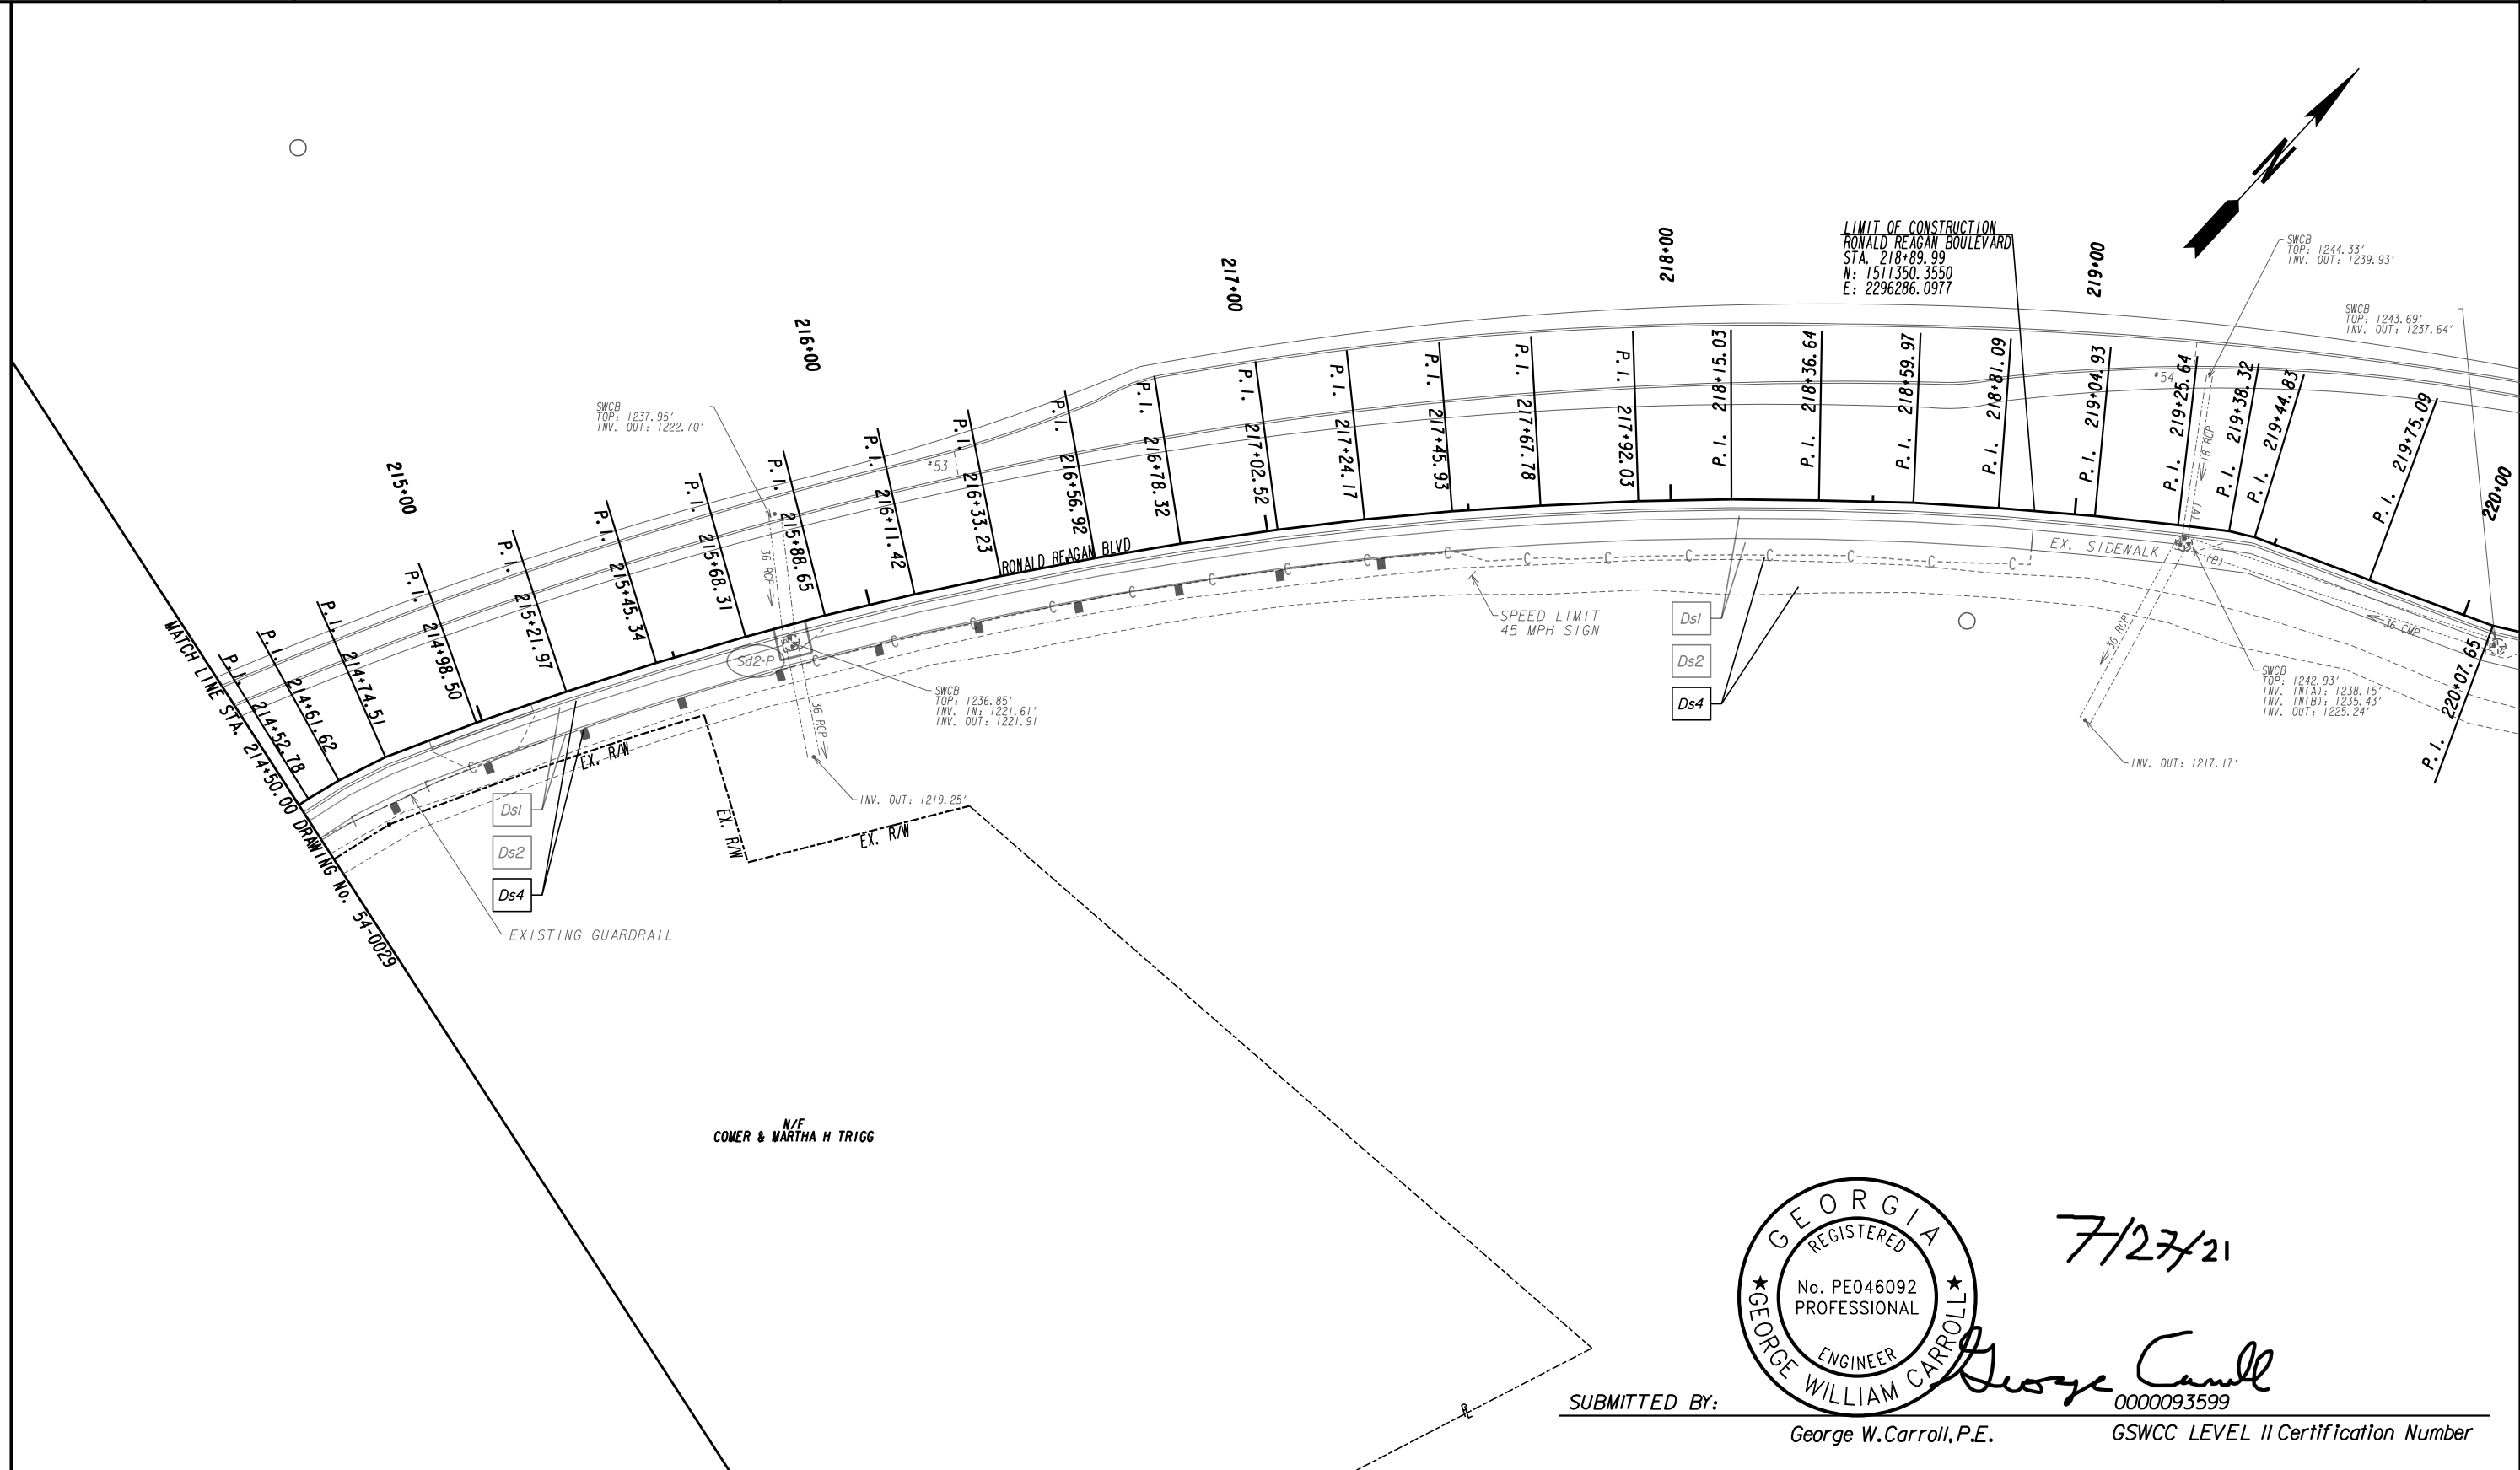 LIMIT OF CONSTRUCTION
RONALD REAGAN BOULEVARD
STA. 218+89.99
N: 1511350.3550
E: 2296286.0977
215+00
216+00
217+00
218+00
219+00
220+00
N
SWCB
TOP: 1244.33'
INV. OUT: 1239.93'
SWCB
TOP: 1243.69'
INV. OUT: 1237.64'
SWCB
TOP: 1237.95'
INV. OUT: 1222.70'
P.I. 214+52.78
P.I. 214+61.62
P.I. 214+74.51
P.I. 214+98.50
P.I. 215+21.97
P.I. 215+45.34
P.I. 215+68.31
P.I. 215+88.65
P.I. 216+11.42
P.I. 216+33.23
P.I. 216+56.92
P.I. 216+78.32
P.I. 217+02.52
P.I. 217+24.17
P.I. 217+45.93
P.I. 217+67.78
P.I. 217+92.03
P.I. 218+15.03
P.I. 218+36.64
P.I. 218+59.97
P.I. 218+81.09
P.I. 219+04.93
P.I. 219+25.64
P.I. 219+38.32
P.I. 219+44.83
P.I. 219+75.09
P.I. 220+07.65
#53
#54
36 RCP
18 RCP
(A)
(B)
RONALD REAGAN BLVD
EX. SIDEWALK
C C C C C C C C C C C C C C C
T T
SPEED LIMIT
45 MPH SIGN
Sd2-P
36 RCP
36 RCP
36 CMP
SWCB
TOP: 1236.85'
INV. IN: 1221.61'
INV. OUT: 1221.91
SWCB
TOP: 1242.93'
INV. IN(A): 1238.15'
INV. IN(B): 1235.43'
INV. OUT: 1225.24'
INV. OUT: 1217.17'
INV. OUT: 1219.25'
Ds1
Ds2
Ds4
Ds1
Ds2
Ds4
EX. R/W
EX. R/W
EX. R/W
EXISTING GUARDRAIL
MATCH LINE STA. 214+50.00 DRAWING No. 54-0029
N/F
COMER & MARTHA H TRIGG
GEORGIA
REGISTERED
No. PE046092
PROFESSIONAL
ENGINEER
GEORGE WILLIAM CARROLL
7/27/21
George Carroll
SUBMITTED BY:
0000093599
George W.Carroll,P.E.
GSWCC LEVEL II Certification Number